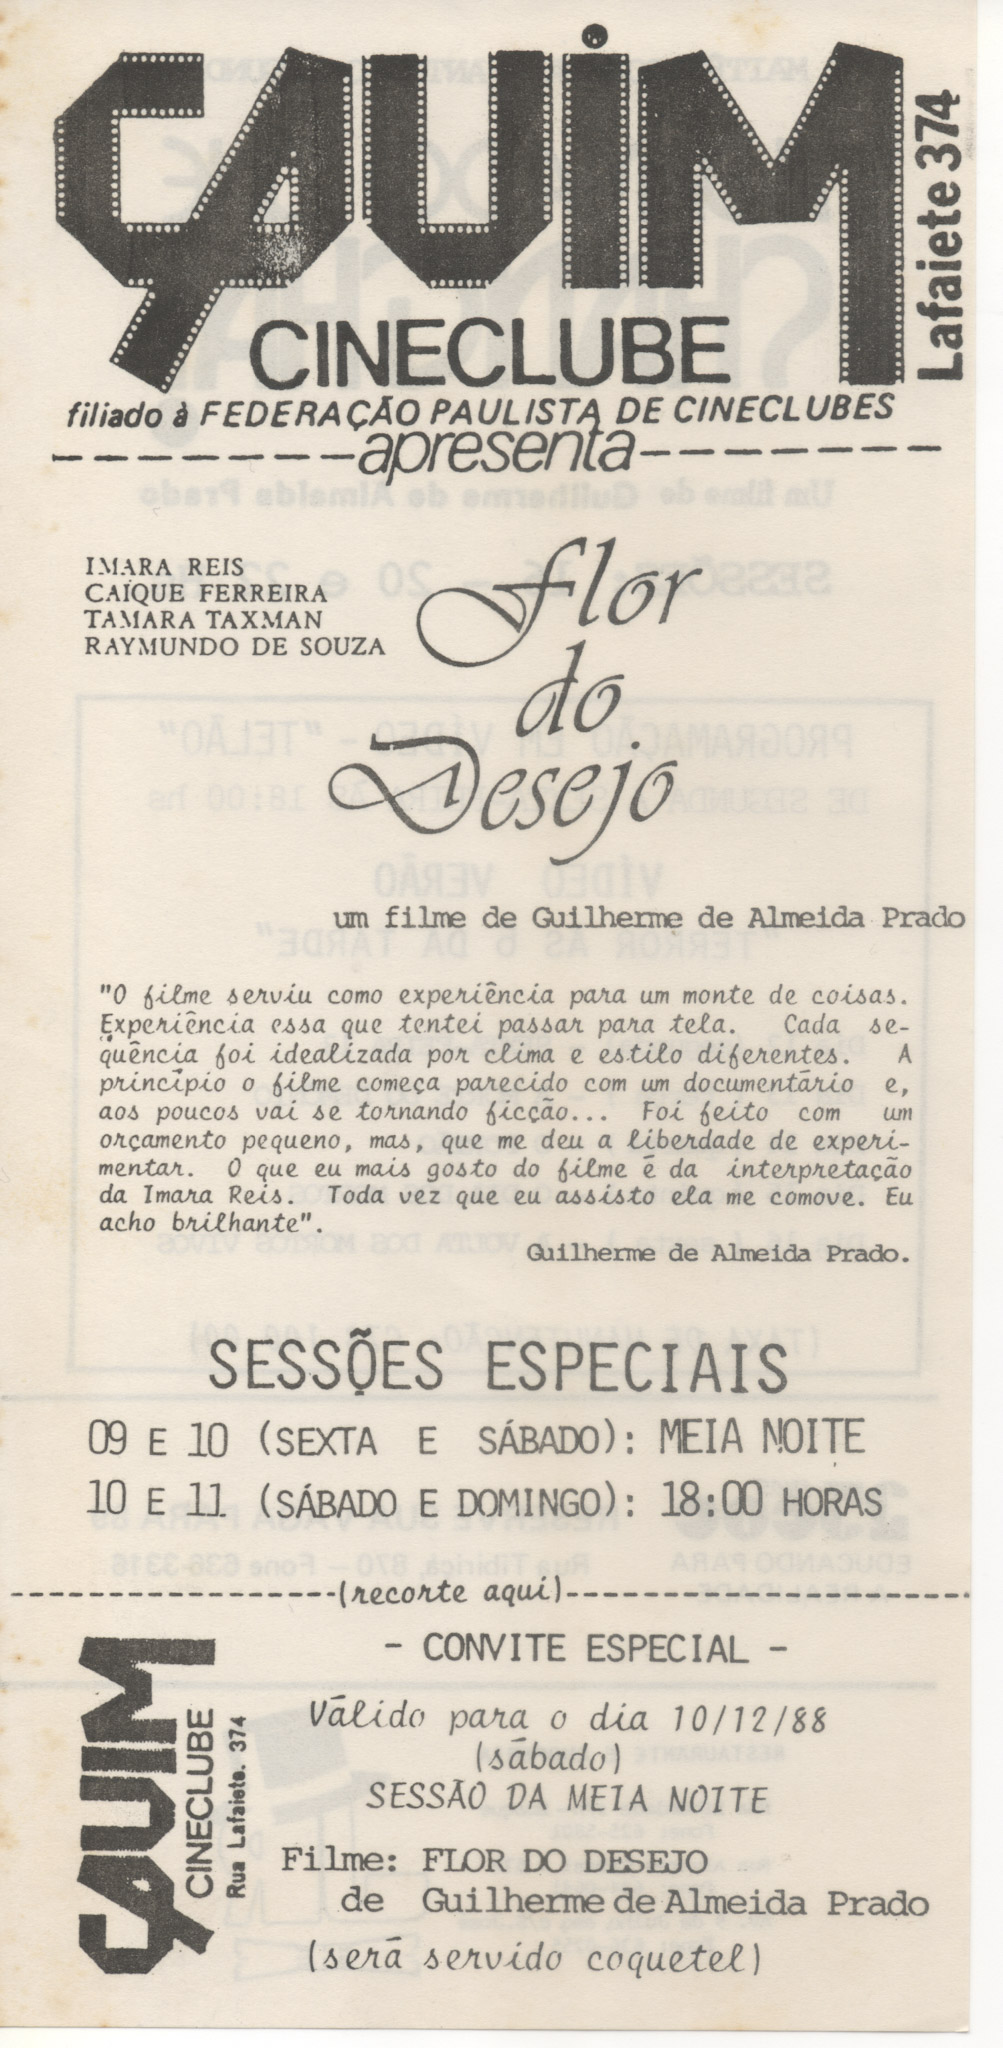 CAUIM
Lafaiete 374
CINECLUBE
filiado à FEDERAÇÃO PAULISTA DE CINECLUBES
apresenta
IMARA REIS
CAÍQUE FERREIRA
TAMARA TAXMAN
RAYMUNDO DE SOUZA
Flor
do
Desejo
um filme de Guilherme de Almeida Prado
"O filme serviu como experiência para um monte de coisas.
Experiência essa que tentei passar para tela. Cada se-
quência foi idealizada por clima e estilo diferentes. A
princípio o filme começa parecido com um documentário e,
aos poucos vai se tornando ficção... Foi feito com um
orçamento pequeno, mas, que me deu a liberdade de experi-
mentar. O que eu mais gosto do filme é da interpretação
da Imara Reis. Toda vez que eu assisto ela me comove. Eu
acho brilhante".
Guilherme de Almeida Prado.
SESSÕES ESPECIAIS
09 E 10 (SEXTA E SÁBADO): MEIA NOITE
10 E 11 (SÁBADO E DOMINGO): 18:00 HORAS
(recorte aqui)
CAUIM
CINECLUBE
Rua Lafaiete. 374
- CONVITE ESPECIAL -
Válido para o dia 10/12/88
(sábado)
SESSÃO DA MEIA NOITE
Filme: FLOR DO DESEJO
de Guilherme de Almeida Prado
(será servido coquetel)